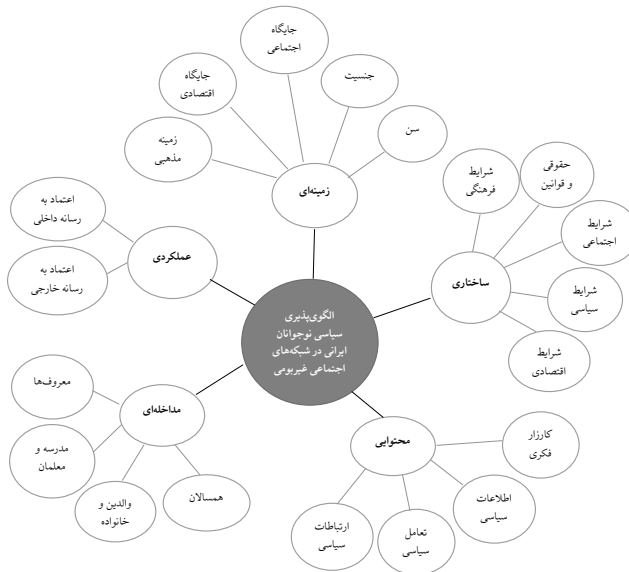 جایگاه
اجتماعی
جنسیت
جایگاه
اقتصادی
سن
زمینه
مذهبی
زمینه‌ای
حقوقی
و قوانین
شرایط
فرهنگی
شرایط
اجتماعی
ساختاری
شرایط
سیاسی
شرایط
اقتصادی
اعتماد به
رسانه داخلی
عملکردی
اعتماد به
رسانه خارجی
الگوی‌پذیری
سیاسی نوجوانان
ایرانی در شبکه‌های
اجتماعی غیربومی
معروف‌ها
مداخله‌ای
مدرسه و
معلمان
والدین و
خانواده
همسالان
محتوایی
کارزار
فکری
اطلاعات
سیاسی
تعامل
سیاسی
ارتباطات
سیاسی